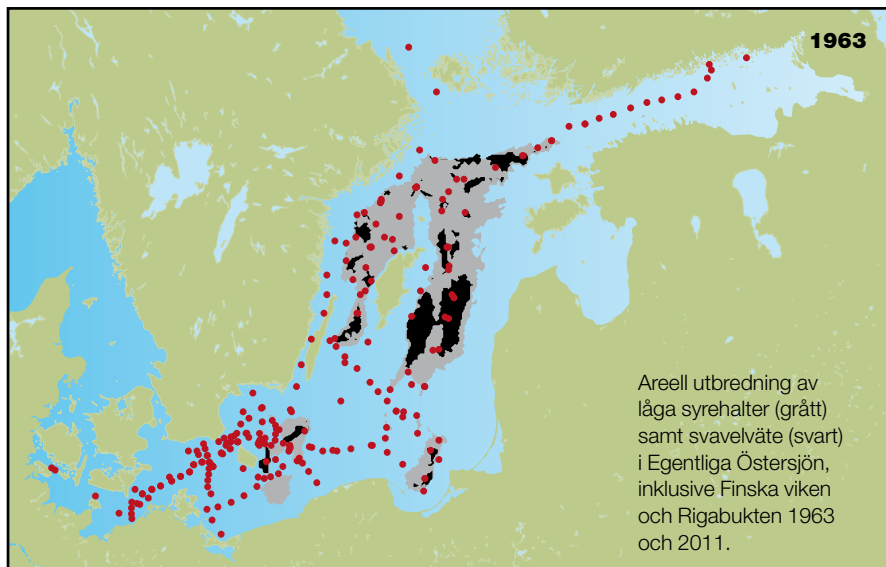 1963
Areell utbredning av
låga syrehalter (grått)
samt svavelväte (svart)
i Egentliga Östersjön,
inklusive Finska viken
och Rigabukten 1963
och 2011.